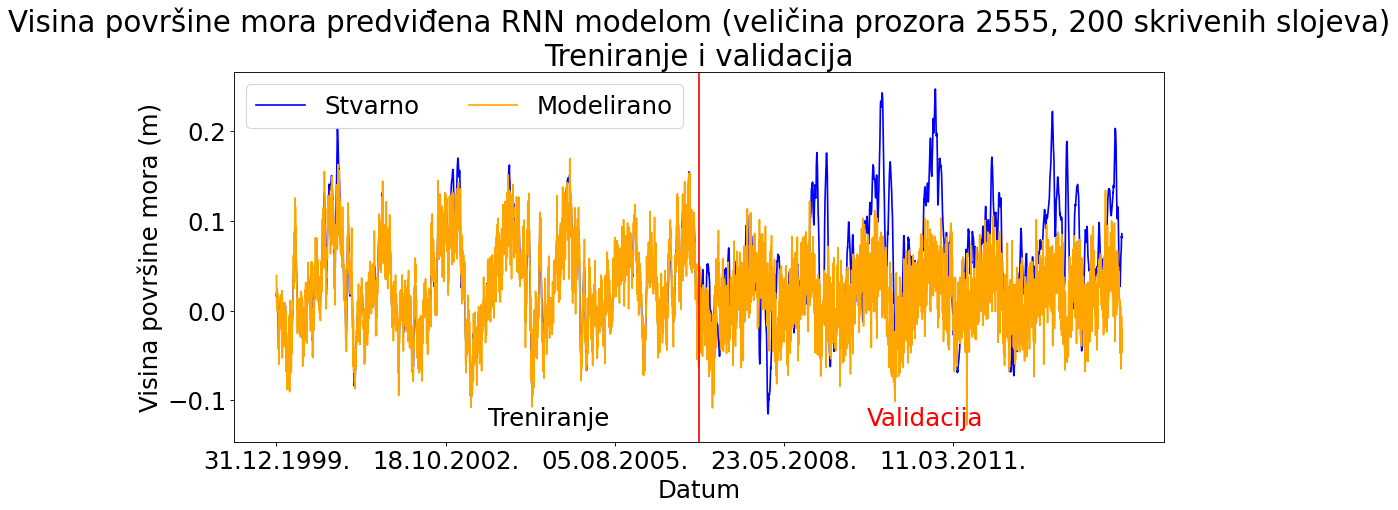 Visina površine mora predviđena RNN modelom (veličina prozora 2555, 200 skrivenih slojeva)
Treniranje i validacija
Stvarno
Modelirano
Visina površine mora (m)
0.2
0.1
0.0
−0.1
Treniranje
Validacija
31.12.1999.
18.10.2002.
05.08.2005.
23.05.2008.
11.03.2011.
Datum